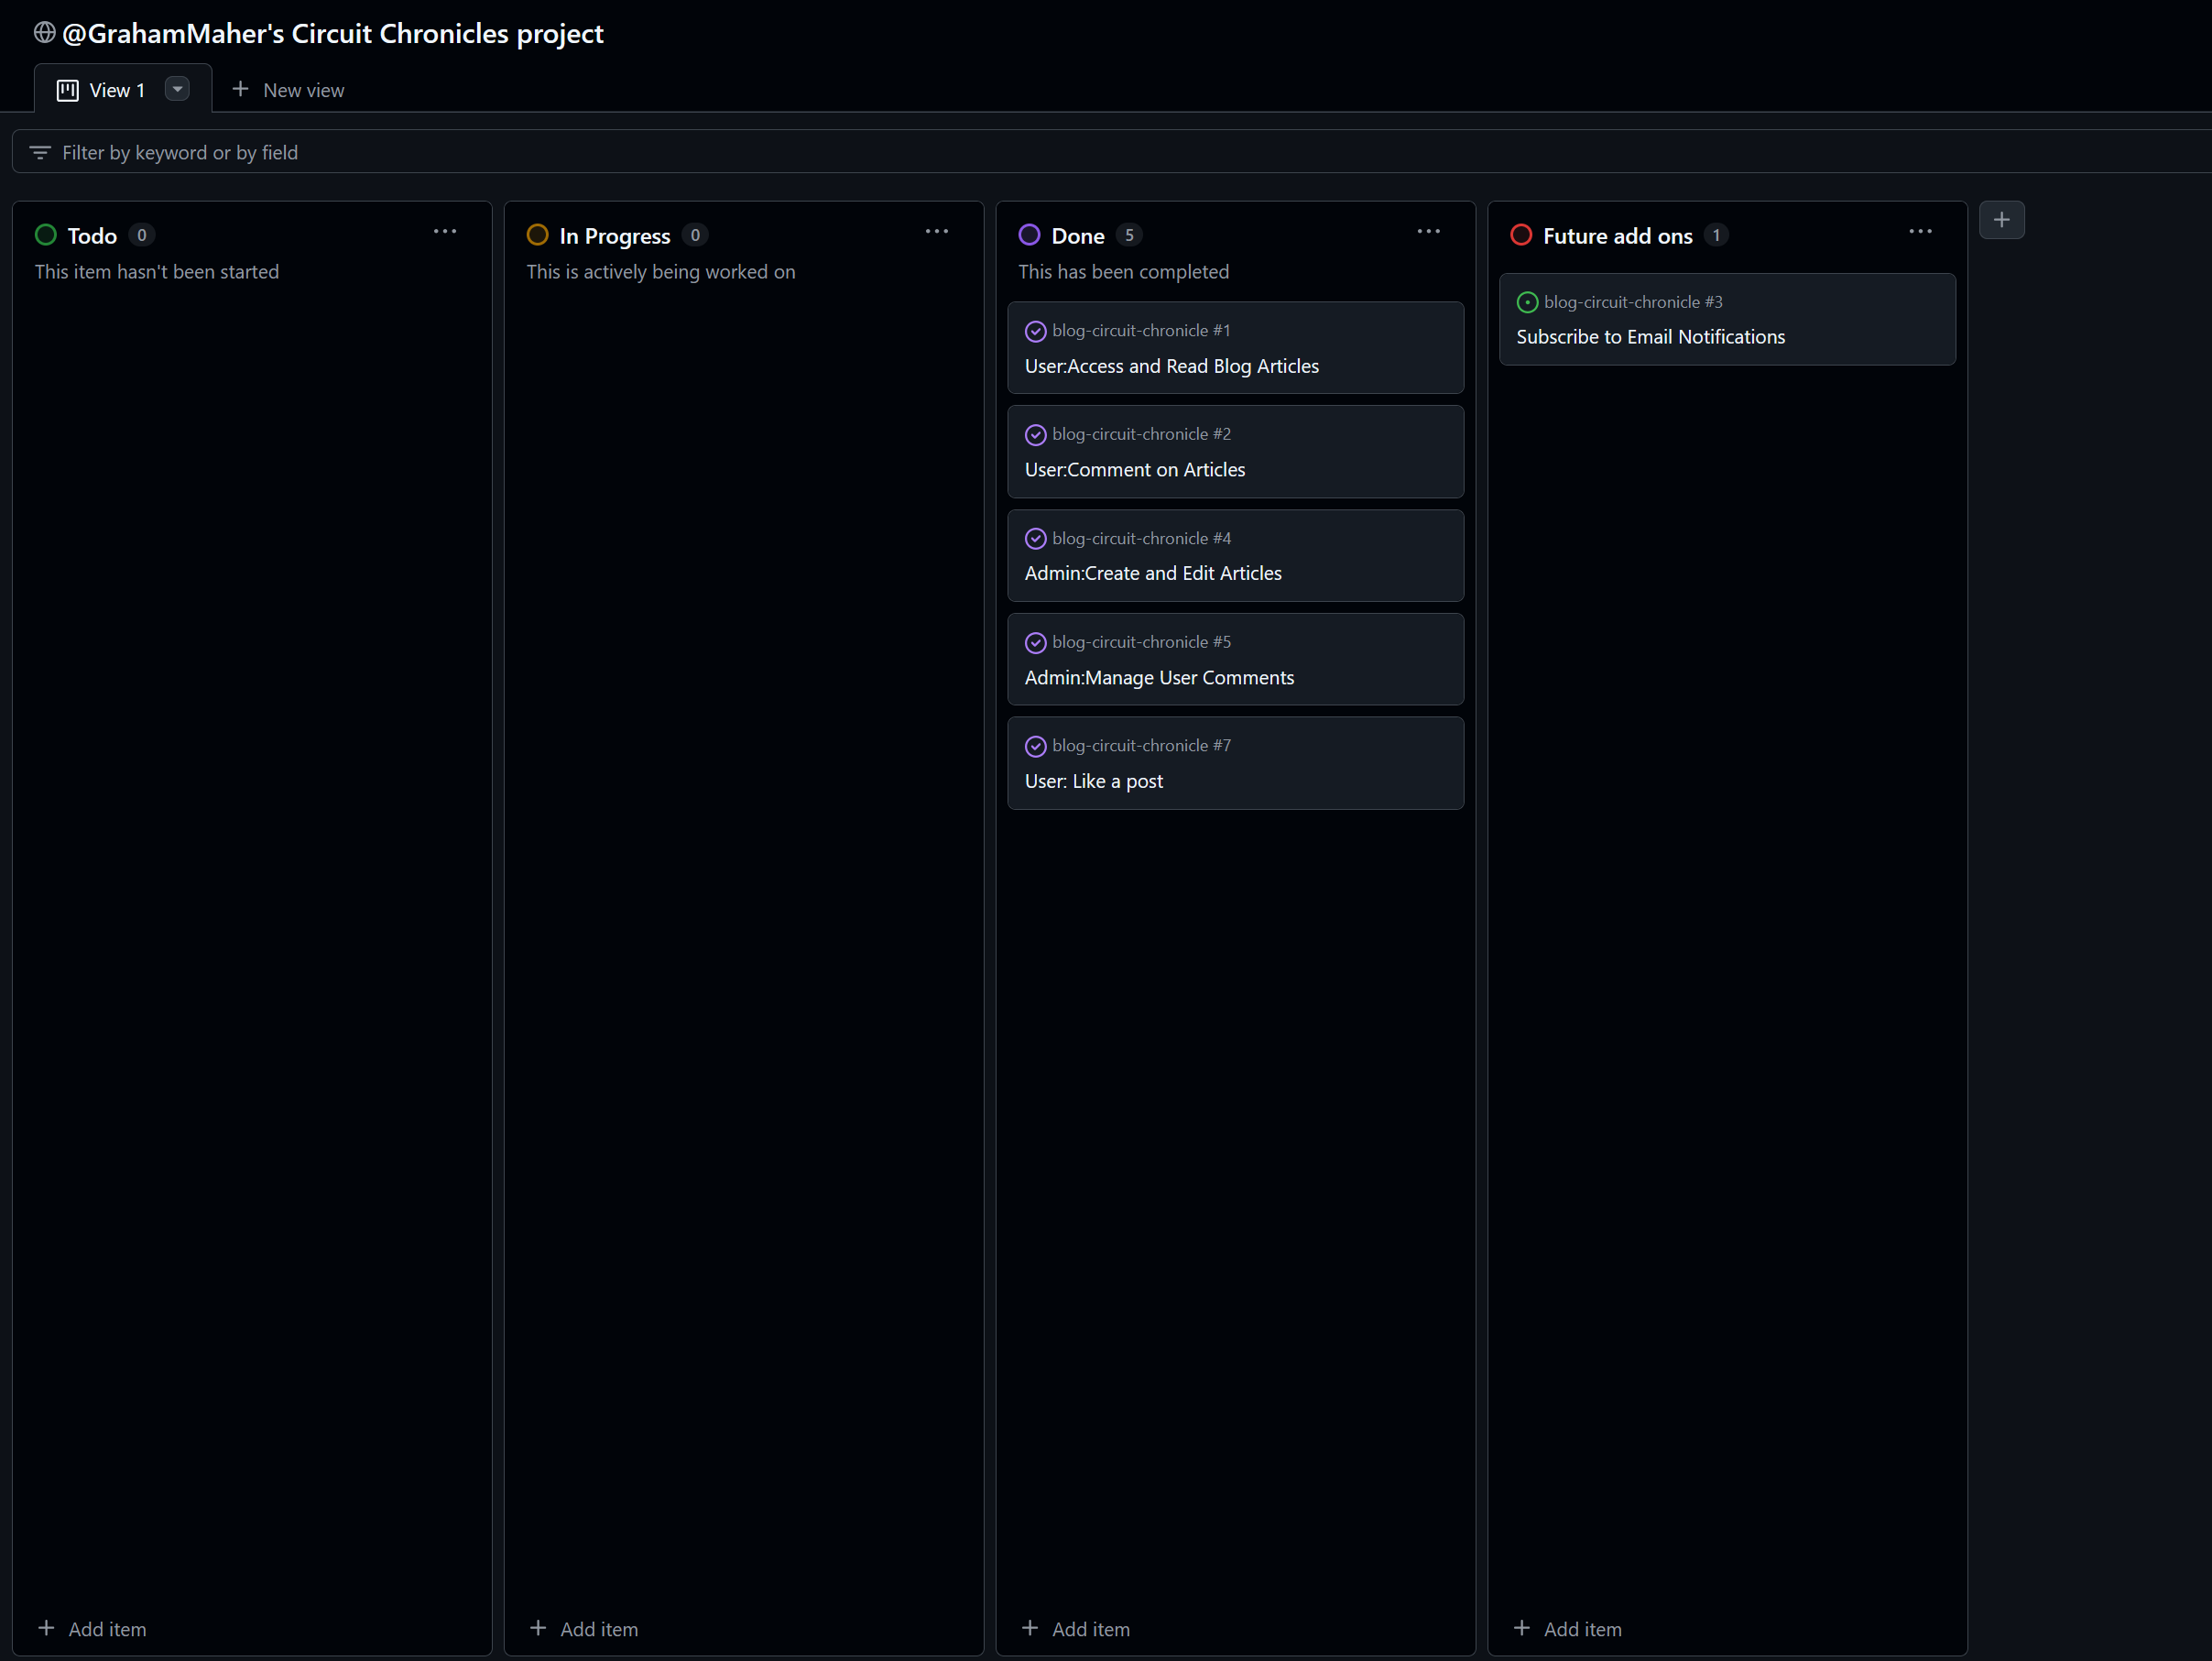 @GrahamMaher's Circuit Chronicles project
View 1
New view
Filter by keyword or by field
Todo 0
This item hasn't been started
Add item
In Progress 0
This is actively being worked on
Add item
Done 5
This has been completed
blog-circuit-chronicle #1
User:Access and Read Blog Articles
blog-circuit-chronicle #2
User:Comment on Articles
blog-circuit-chronicle #4
Admin:Create and Edit Articles
blog-circuit-chronicle #5
Admin:Manage User Comments
blog-circuit-chronicle #7
User: Like a post
Add item
Future add ons 1
blog-circuit-chronicle #3
Subscribe to Email Notifications
Add item